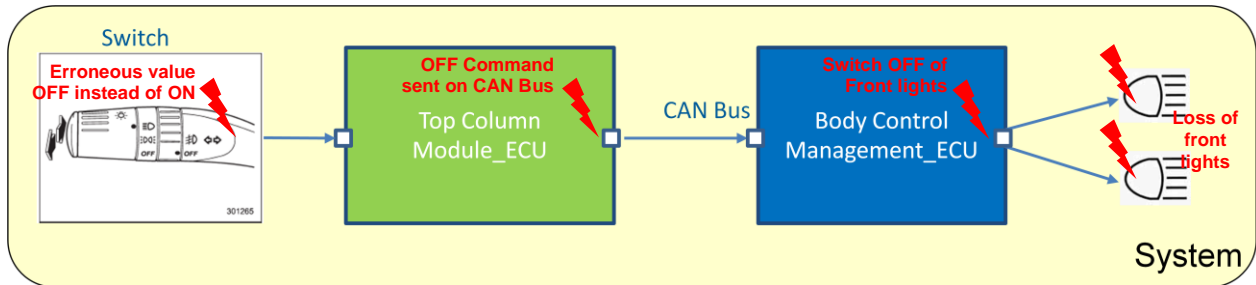 Switch
Erroneous value
OFF instead of ON
OFF
OFF
301265
OFF Command
sent on CAN Bus
Top Column
Module_ECU
CAN Bus
Switch OFF of
Front lights
Body Control
Management_ECU
Loss of
front
lights
System